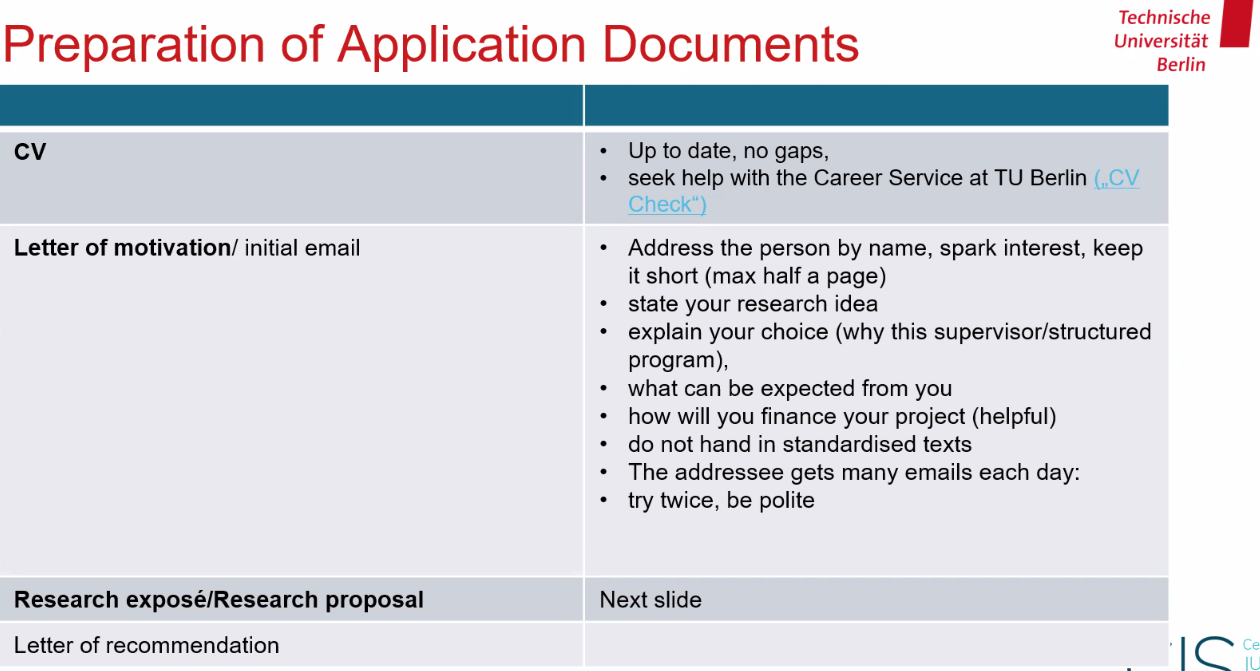 Preparation of Application Documents
Technische
Universität
Berlin
CV
• Up to date, no gaps,
• seek help with the Career Service at TU Berlin („CV
Check“)
Letter of motivation/ initial email
• Address the person by name, spark interest, keep
it short (max half a page)
• state your research idea
• explain your choice (why this supervisor/structured
program),
• what can be expected from you
• how will you finance your project (helpful)
• do not hand in standardised texts
• The addressee gets many emails each day:
• try twice, be polite
Research exposé/Research proposal
Next slide
Letter of recommendation